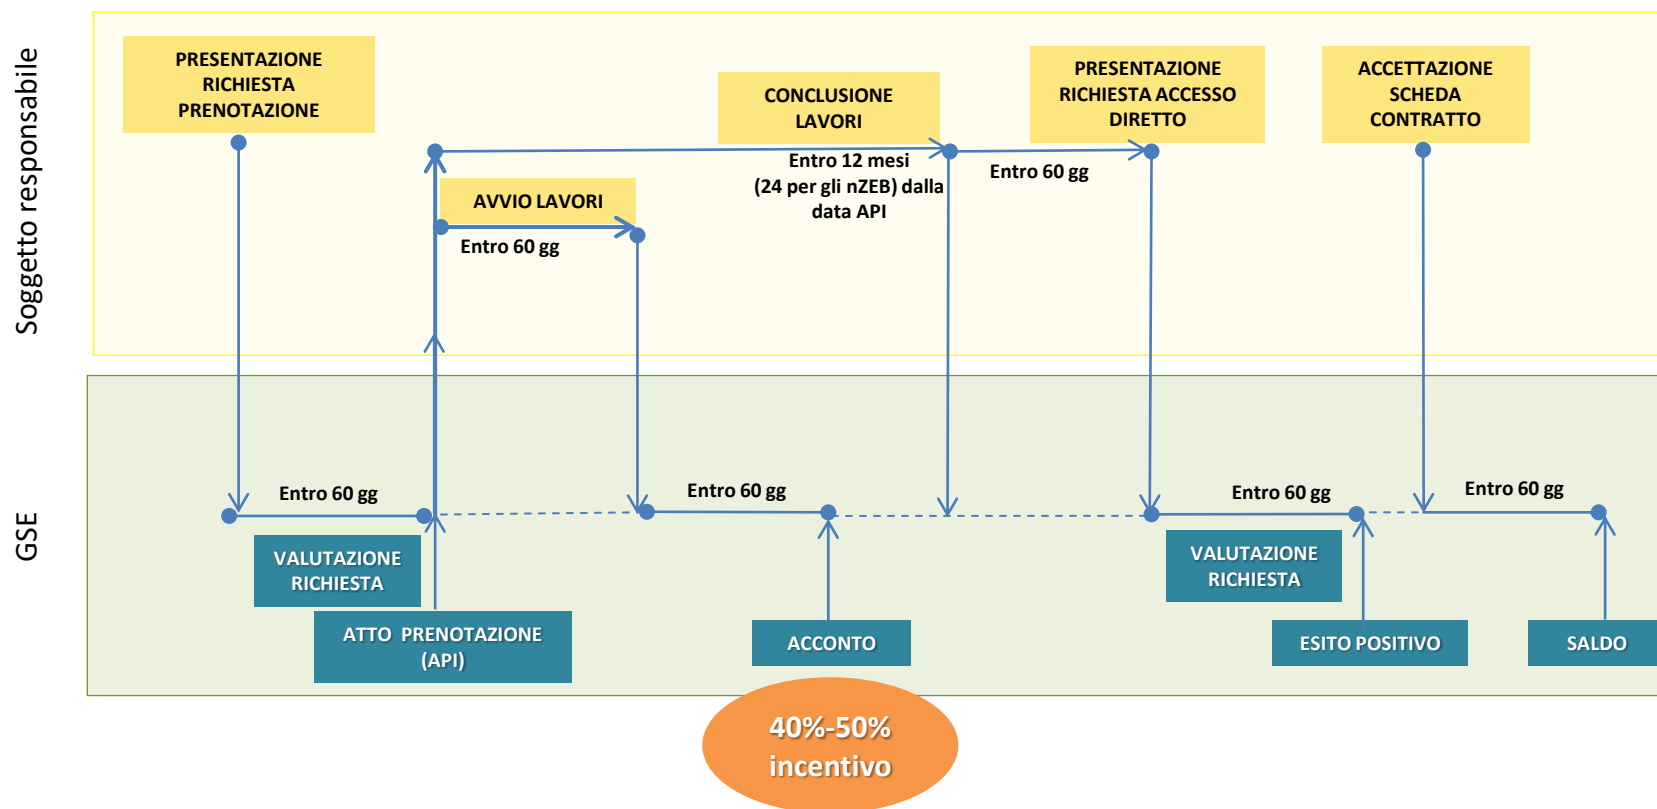 Soggetto responsabile
PRESENTAZIONE
RICHIESTA
PRENOTAZIONE
CONCLUSIONE
LAVORI
PRESENTAZIONE
RICHIESTA ACCESSO
DIRETTO
ACCETTAZIONE
SCHEDA
CONTRATTO
Entro 12 mesi
(24 per gli nZEB) dalla
data API
Entro 60 gg
AVVIO LAVORI
Entro 60 gg
GSE
Entro 60 gg
Entro 60 gg
Entro 60 gg
Entro 60 gg
VALUTAZIONE
RICHIESTA
VALUTAZIONE
RICHIESTA
ATTO PRENOTAZIONE
(API)
ACCONTO
ESITO POSITIVO
SALDO
40%-50%
incentivo